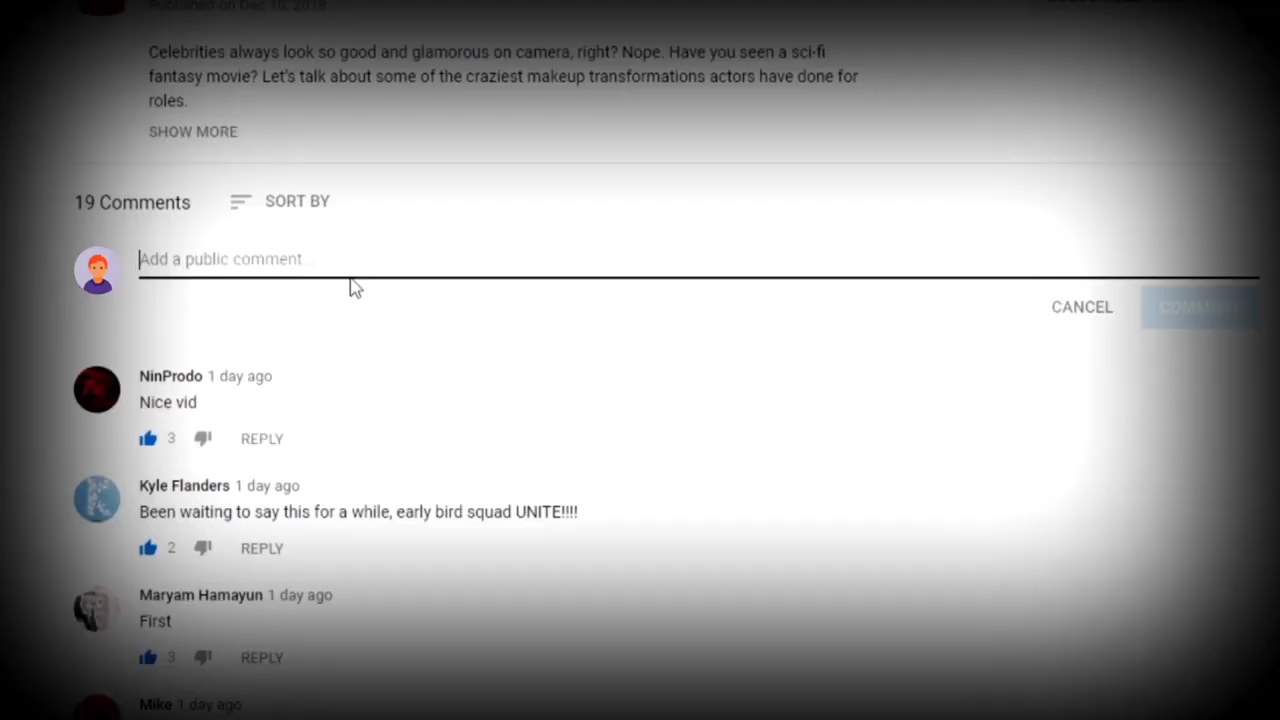 Published on Dec 10, 2018
Celebrities always look so good and glamorous on camera, right? Nope. Have you seen a sci-fi
fantasy movie? Let's talk about some of the craziest makeup transformations actors have done for
roles.
SHOW MORE
19 Comments SORT BY
Add a public comment...
CANCEL COMMENT
NinProdo 1 day ago
Nice vid
3 REPLY
Kyle Flanders 1 day ago
Been waiting to say this for a while, early bird squad UNITE!!!!
2 REPLY
Maryam Hamayun 1 day ago
First
3 REPLY
Mike 1 day ago